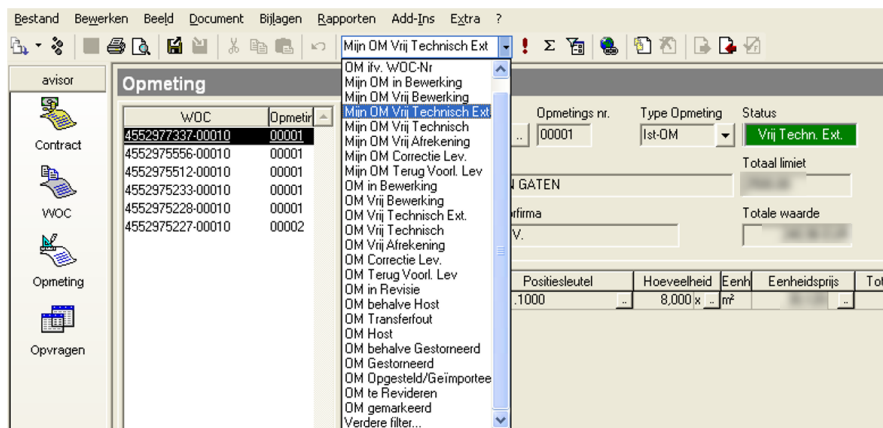 Bestand Bewerken Beeld Document Bijlagen Rapporten Add-Ins Extra ?
Mijn OM Vrij Technisch Ext
avisor
Contract
WOC
Opmeting
Opvragen
Opmeting
WOC Opmetir
4552977337-00010 00001
4552975556-00010 00001
4552975512-00010 00001
4552975233-00010 00001
4552975228-00010 00001
4552975227-00010 00002
OM ifv. WOC-Nr
Mijn OM in Bewerking
Mijn OM Vrij Bewerking
Mijn OM Vrij Technisch Ext
Mijn OM Vrij Technisch
Mijn OM Vrij Afrekening
Mijn OM Correctie Lev.
Mijn OM Terug Voorl. Lev
OM in Bewerking
OM Vrij Bewerking
OM Vrij Technisch Ext.
OM Vrij Technisch
OM Vrij Afrekening
OM Correctie Lev.
OM Terug Voorl. Lev
OM in Revisie
OM behalve Host
OM Transferfout
OM Host
OM behalve Gestorneerd
OM Gestorneerd
OM Opgesteld/Geïmportee
OM te Revideren
OM gemarkeerd
Verdere filter...
Opmetings nr. Type Opmeting Status
.. 00001 Ist-OM Vrij Techn. Ext.
Totaal limiet
GATEN
firma Totale waarde
V.
Positiesleutel Hoeveelheid Eenh Eenheidsprijs Tot
.1000 .. 8,000 x .. m² ..